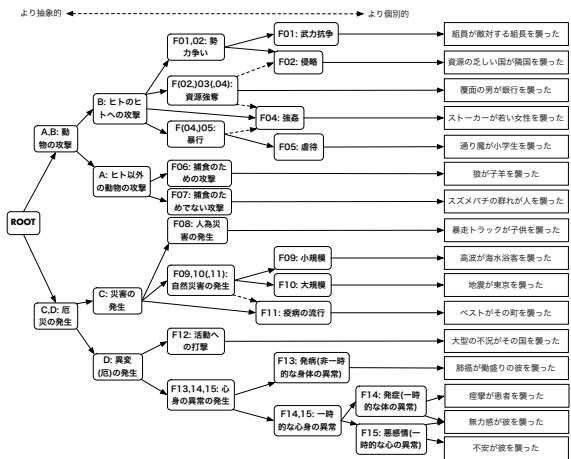 より抽象的
より個別的
F01: 武力抗争
組員が敵対する組長を襲った
F01,02: 勢
力争い
F02: 侵略
資源の乏しい国が隣国を襲った
F(02,)03(,04):
資源強奪
覆面の男が銀行を襲った
B: ヒトのヒ
トへの攻撃
F04: 強姦
ストーカーが若い女性を襲った
F(04,)05:
暴行
A,B: 動
物の攻撃
F05: 虐待
通り魔が小学生を襲った
F06: 捕食のた
めの攻撃
狼が子羊を襲った
A: ヒト以外
の動物の攻撃
F07: 捕食のた
めでない攻撃
スズメバチの群れが人を襲った
ROOT
F08: 人為災
害の発生
暴走トラックが子供を襲った
F09: 小規模
高波が海水浴客を襲った
F09,10(,11):
自然災害の発生
F10: 大規模
地震が東京を襲った
C: 災害の
発生
F11: 疫病の流行
ペストがその町を襲った
C,D: 厄
災の発生
F12: 活動へ
の打撃
大型の不況がその国を襲った
D: 異変
(厄)の発生
F13: 発病(非一時
的な身体の異常)
肺癌が働盛りの彼を襲った
F13,14,15: 心
身の異常の発生
F14: 発症(一時
的な体の異常)
痙攣が患者を襲った
F14,15: 一時
的な心身の異常
無力感が彼を襲った
F15: 悪感情(一
時的な心の異常)
不安が彼を襲った